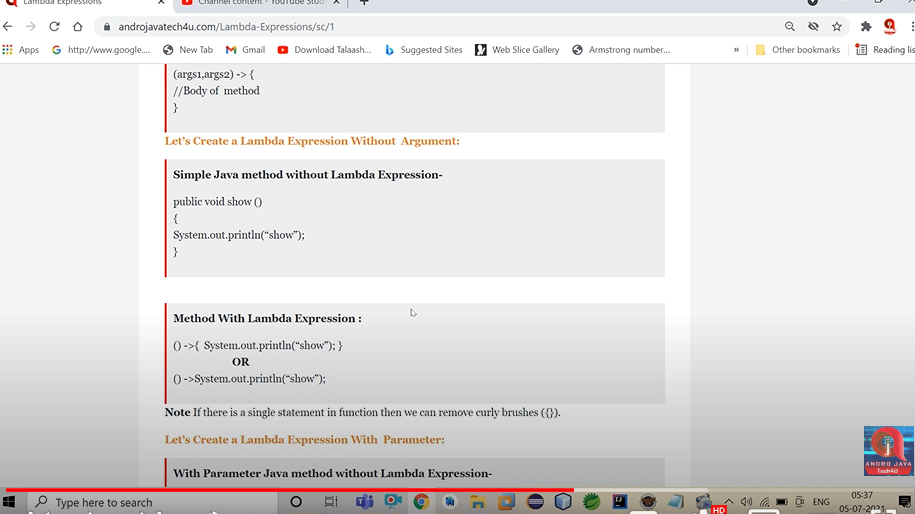 Lambda Expressions
Channel content - YouTube Stud
androjavatech4u.com/Lambda-Expressions/sc/1
Apps http://www.google.... New Tab Gmail Download Talaash... Suggested Sites Web Slice Gallery Armstrong number... » Other bookmarks Reading lis
(args1,args2) -> {
//Body of method
}
Let's Create a Lambda Expression Without Argument:
Simple Java method without Lambda Expression-
public void show ()
{
System.out.println(“show”);
}
Method With Lambda Expression :
() ->{ System.out.println(“show”); }
OR
() ->System.out.println(“show”);
Note If there is a single statement in function then we can remove curly brushes ({}).
Let's Create a Lambda Expression With Parameter:
With Parameter Java method without Lambda Expression-
ANDRO JAVA
Tech4U
Type here to search
ENG
05:37
05-07-2021
HD